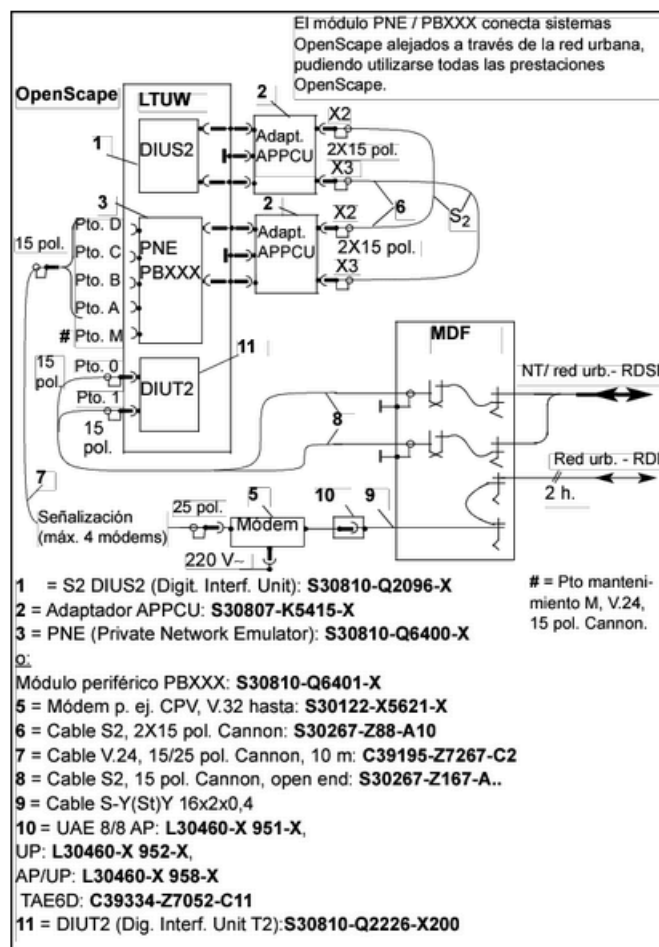 El módulo PNE / PBXXX conecta sistemas
OpenScape alejados a través de la red urbana,
pudiendo utilizarse todas las prestaciones
OpenScape.
OpenScape
LTUW
2
X2
1
DIUS2
Adapt.
APPCU
2X15 pol.
X3
3
2
X2
6
S2
Pto. D
15 pol.
Pto. C
PNE
PBXXX
Adapt.
APPCU
2X15 pol.
Pto. B
X3
Pto. A
# Pto. M
MDF
15
pol.
Pto. 0
11
NT/ red urb.- RDSI
DIUT2
Pto. 1
15
pol.
8
Red urb. - RDI
7
2 h.
25 pol.
5
10
9
Señalización
(máx. 4 módems)
Módem
220 V~
1 = S2 DIUS2 (Digit. Interf. Unit): S30810-Q2096-X
2 = Adaptador APPCU: S30807-K5415-X
3 = PNE (Private Network Emulator): S30810-Q6400-X
o:
Módulo periférico PBXXX: S30810-Q6401-X
5 = Módem p. ej. CPV, V.32 hasta: S30122-X5621-X
6 = Cable S2, 2X15 pol. Cannon: S30267-Z88-A10
7 = Cable V.24, 15/25 pol. Cannon, 10 m: C39195-Z7267-C2
8 = Cable S2, 15 pol. Cannon, open end: S30267-Z167-A..
9 = Cable S-Y(St)Y 16x2x0,4
10 = UAE 8/8 AP: L30460-X 951-X,
UP: L30460-X 952-X,
AP/UP: L30460-X 958-X
TAE6D: C39334-Z7052-C11
11 = DIUT2 (Dig. Interf. Unit T2):S30810-Q2226-X200
# = Pto manteni-
miento M, V.24,
15 pol. Cannon.